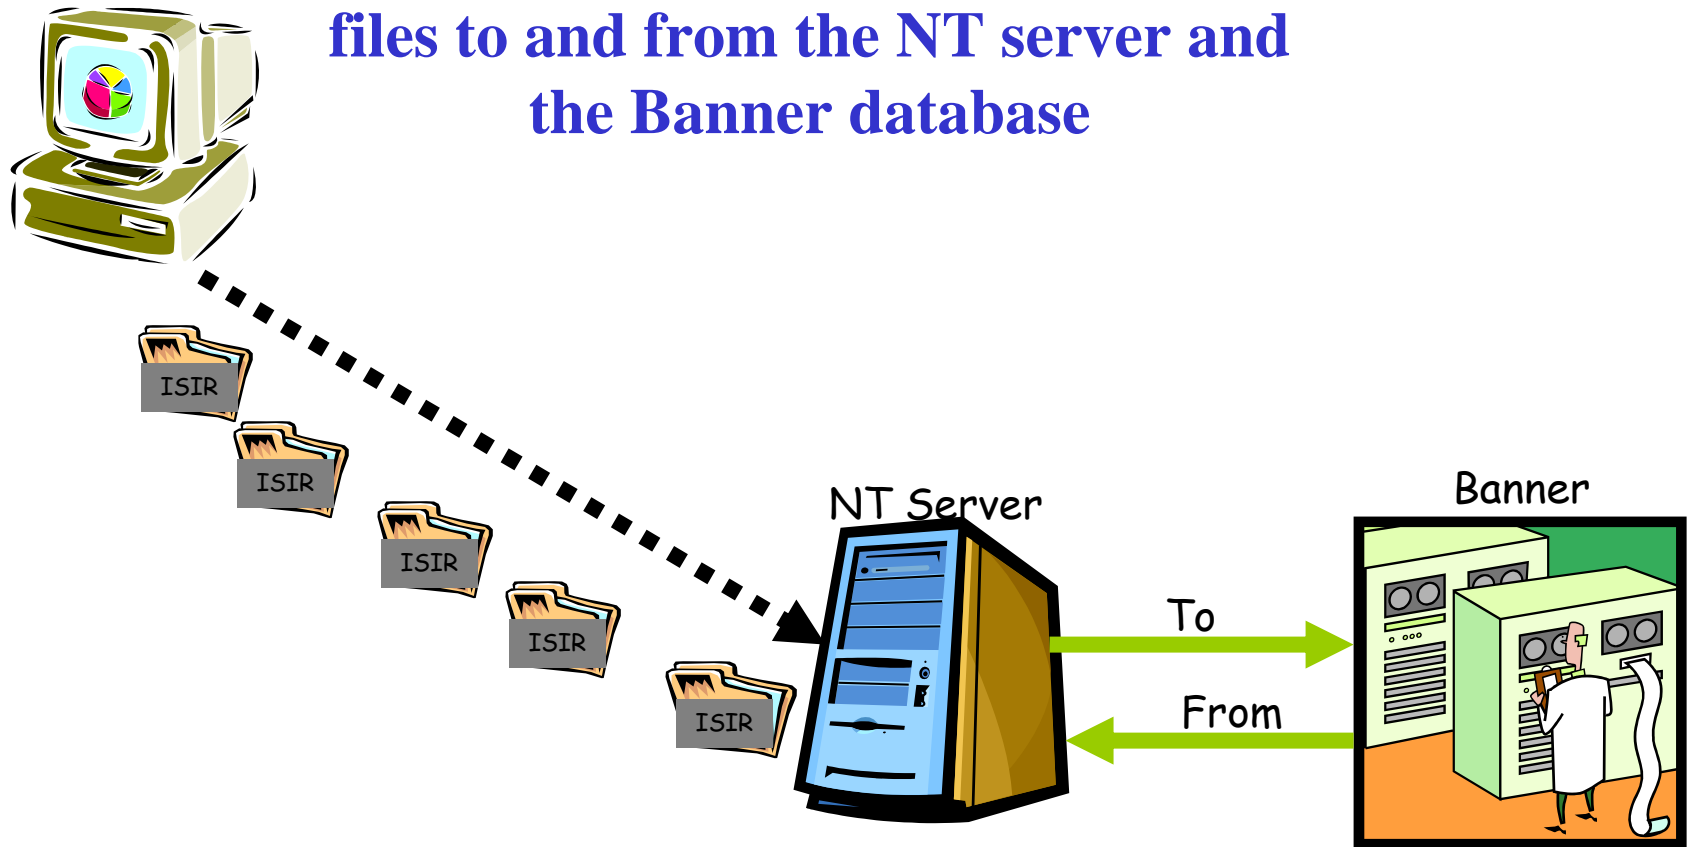 files to and from the NT server and
the Banner database
ISIR
ISIR
ISIR
ISIR
ISIR
NT Server
Banner
To
From